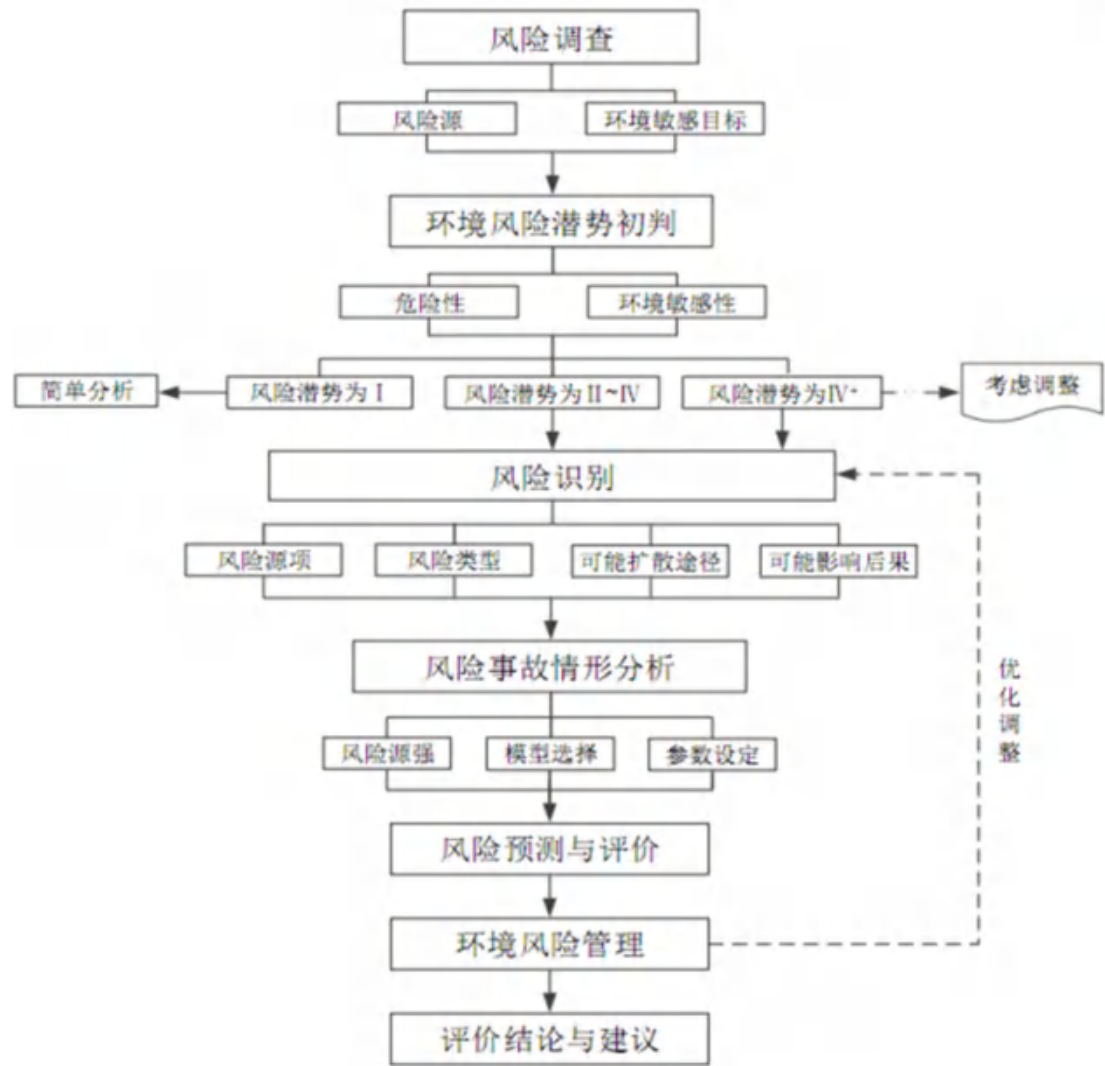 风险调查
风险源
环境敏感目标
环境风险潜势初判
危险性
环境敏感性
简单分析
风险潜势为Ⅰ
风险潜势为Ⅱ~Ⅳ
风险潜势为Ⅳ+
考虑调整
风险识别
风险源项
风险类型
可能扩散途径
可能影响后果
风险事故情形分析
优化调整
风险源强
模型选择
参数设定
风险预测与评价
环境风险管理
评价结论与建议